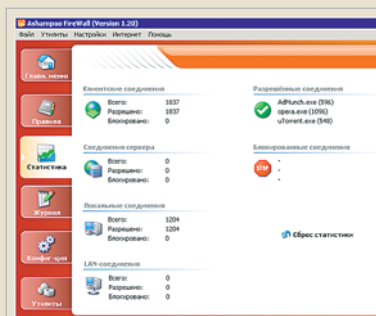 Ashampoo FireWall (Version 1.20)
Файл Утилиты Настройки Интернет Помощь
Главн. меню
Правила
Статистика
Журнал
Конфиг-ция
Утилиты
Клиентские соединения
Всего: 1837
Разрешено: 1837
Блокировано: 0
Соединения сервера
Всего: 0
Разрешено: 0
Блокировано: 0
Локальные соединения
Всего: 1204
Разрешено: 1204
Блокировано: 0
LAN-соединения
Всего: 0
Разрешено: 0
Блокировано: 0
Разрешённые соединения
AdMunch.exe (596)
opera.exe (1096)
uTorrent.exe (548)
Блокированные соединения
STOP
-
-
-
Сброс статистики